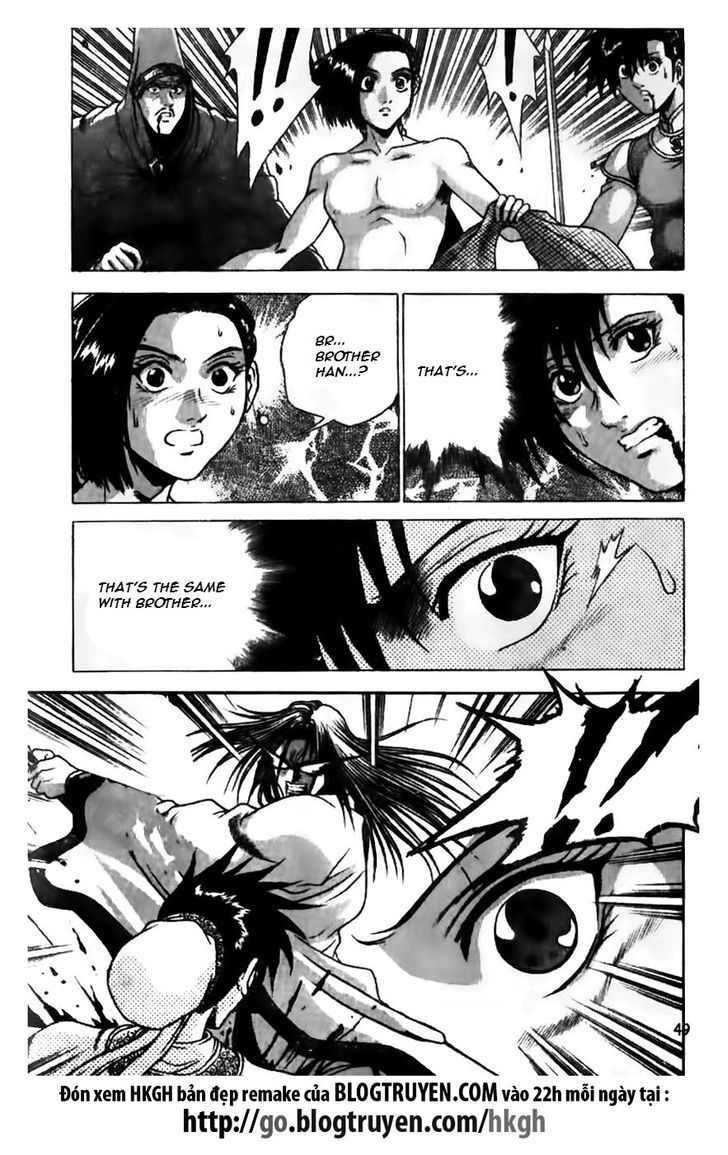 !!
!!
BR...
BROTHER
HAN...?
THAT'S...
THAT'S THE SAME
WITH BROTHER...
!!
49
Đón xem HKGH bản đẹp remake của BLOGTRUYEN.COM vào 22h mỗi ngày tại :
http://go.blogtruyen.com/hkgh